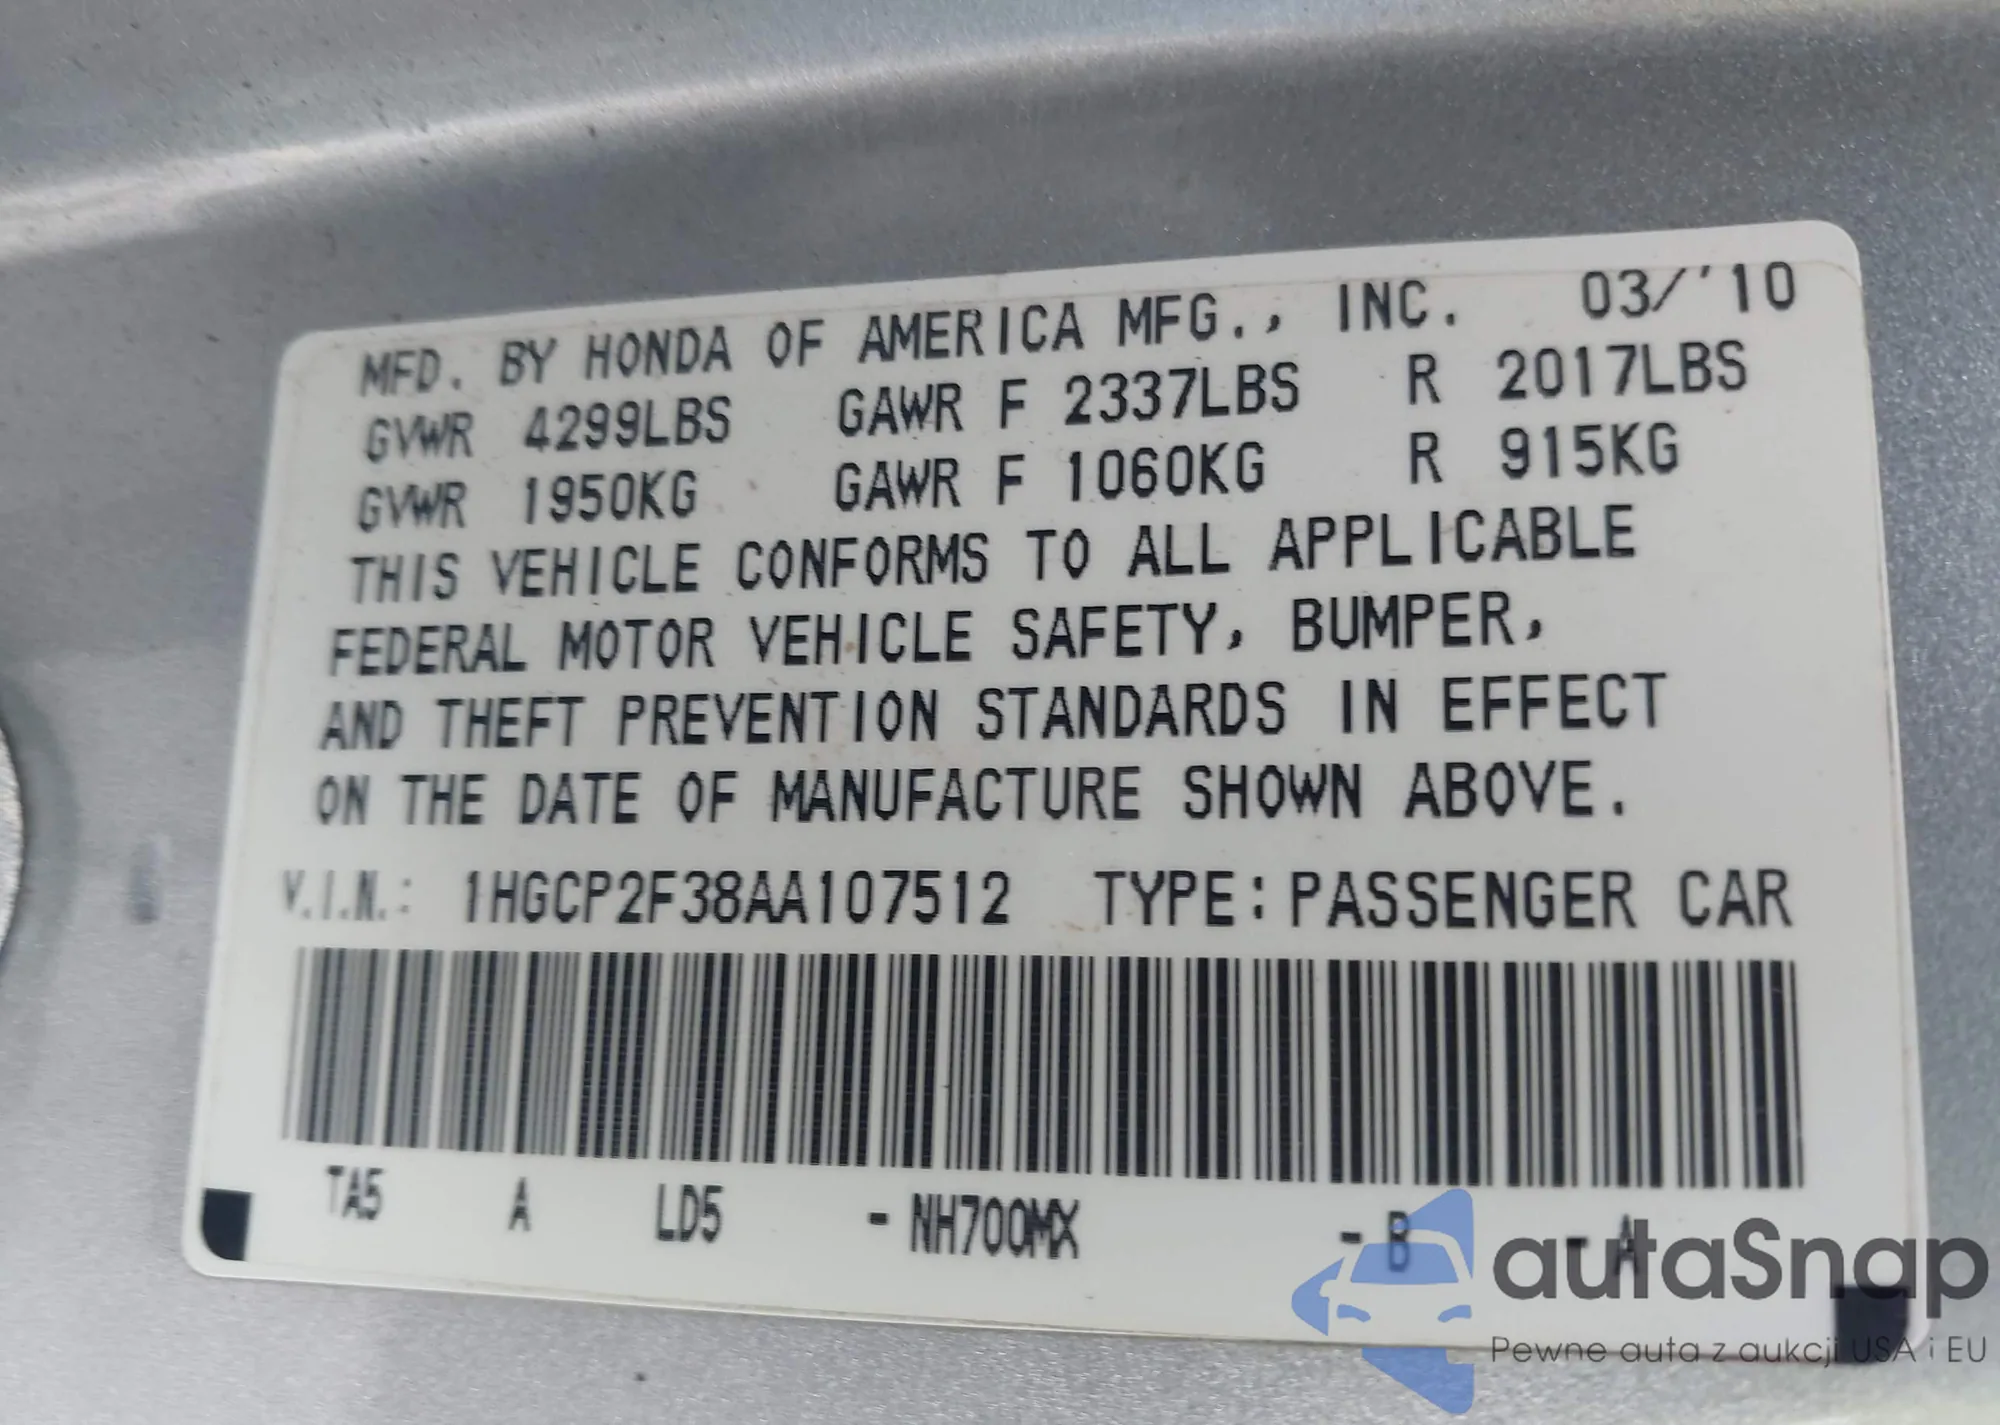 MFD. BY HONDA OF AMERICA MFG., INC. 03/'10
GVWR 4299LBS GAWR F 2337LBS R 2017LBS
GVWR 1950KG GAWR F 1060KG R 915KG
THIS VEHICLE CONFORMS TO ALL APPLICABLE
FEDERAL MOTOR VEHICLE SAFETY, BUMPER,
AND THEFT PREVENTION STANDARDS IN EFFECT
ON THE DATE OF MANUFACTURE SHOWN ABOVE.
V.I.N.: 1HGCP2F38AA107512 TYPE:PASSENGER CAR
TA5 A LD5 - NH700MX - B - A
autaSnap
Pewne auta z aukcji USA i EU